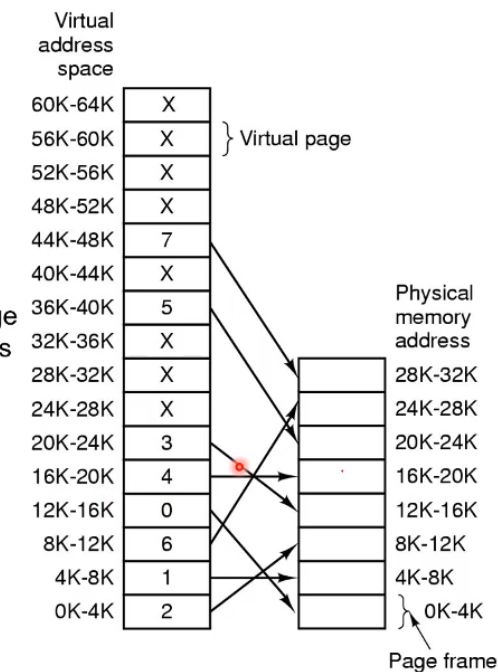 Virtual
address
space
60K-64K X
56K-60K X } Virtual page
52K-56K X
48K-52K X
44K-48K 7
40K-44K X
36K-40K 5
32K-36K X
28K-32K X
24K-28K X
20K-24K 3
16K-20K 4
12K-16K 0
8K-12K 6
4K-8K 1
0K-4K 2
ge
s
Physical
memory
address
28K-32K
24K-28K
20K-24K
16K-20K
12K-16K
8K-12K
4K-8K
} 0K-4K
Page frame